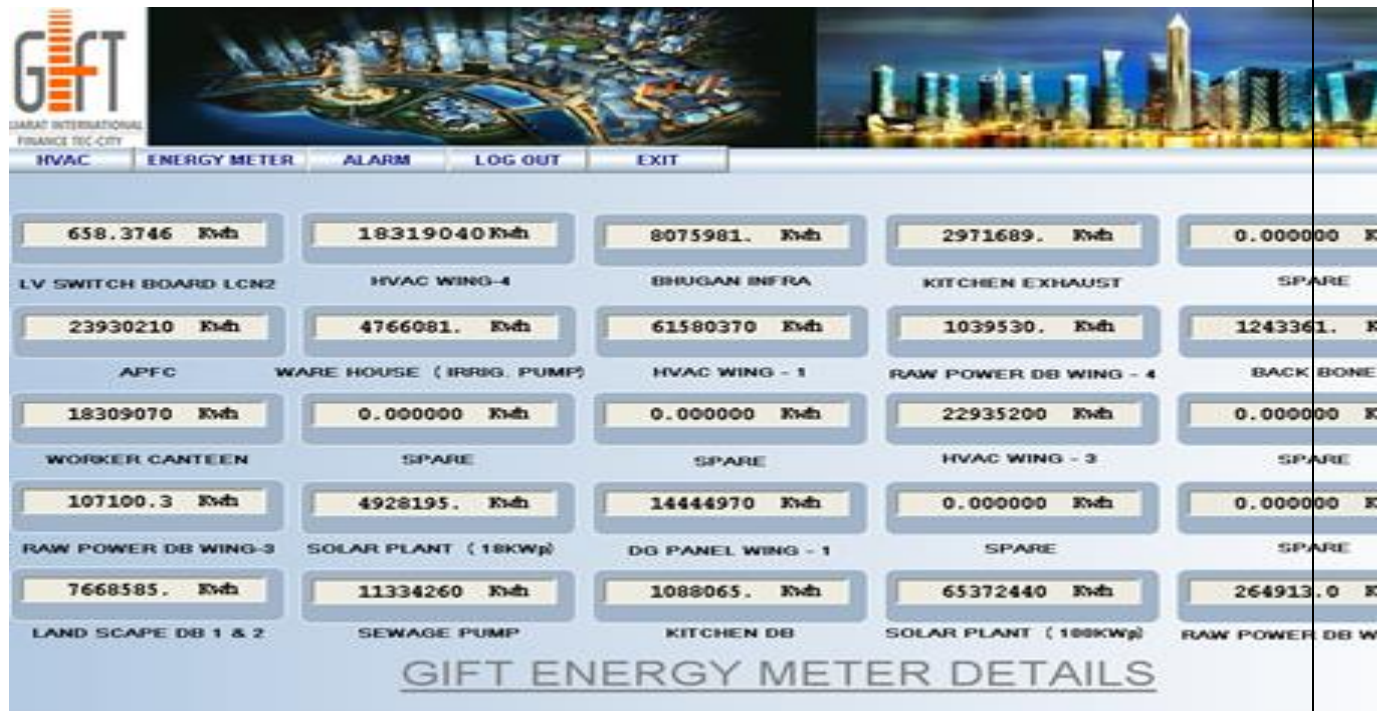 GIFT
UJARAT INTERNATIONAL
FINANCE TEC-CITY
HVAC ENERGY METER ALARM LOG OUT EXIT
658.3746 Kwh 18319040 Kwh 8075981. Kwh 2971689. Kwh 0.000000 K
LV SWITCH BOARD LCN2 HVAC WING-4 BHUGAN INFRA KITCHEN EXHAUST SPARE
23930210 Kwh 4766081. Kwh 61580370 Kwh 1039530. Kwh 1243361. K
APFC WARE HOUSE ( IRRIG. PUMP) HVAC WING - 1 RAW POWER DB WING - 4 BACK BONE
18309070 Kwh 0.000000 Kwh 0.000000 Kwh 22935200 Kwh 0.000000 K
WORKER CANTEEN SPARE SPARE HVAC WING - 3 SPARE
107100.3 Kwh 4928195. Kwh 14444970 Kwh 0.000000 Kwh 0.000000 K
RAW POWER DB WING-3 SOLAR PLANT ( 18KWp) DG PANEL WING - 1 SPARE SPARE
7668585. Kwh 11334260 Kwh 1088065. Kwh 65372440 Kwh 264913.0 K
LAND SCAPE DB 1 & 2 SEWAGE PUMP KITCHEN DB SOLAR PLANT ( 100KWp) RAW POWER DB W
GIFT ENERGY METER DETAILS